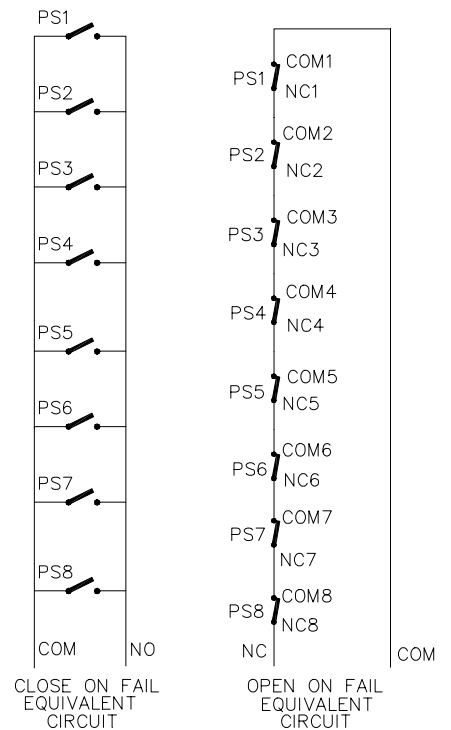 PS1
PS2
PS3
PS4
PS5
PS6
PS7
PS8
COM
NO
CLOSE ON FAIL
EQUIVALENT
CIRCUIT
PS1
COM1
NC1
PS2
COM2
NC2
PS3
COM3
NC3
PS4
COM4
NC4
PS5
COM5
NC5
PS6
COM6
NC6
PS7
COM7
NC7
PS8
COM8
NC8
NC
COM
OPEN ON FAIL
EQUIVALENT
CIRCUIT